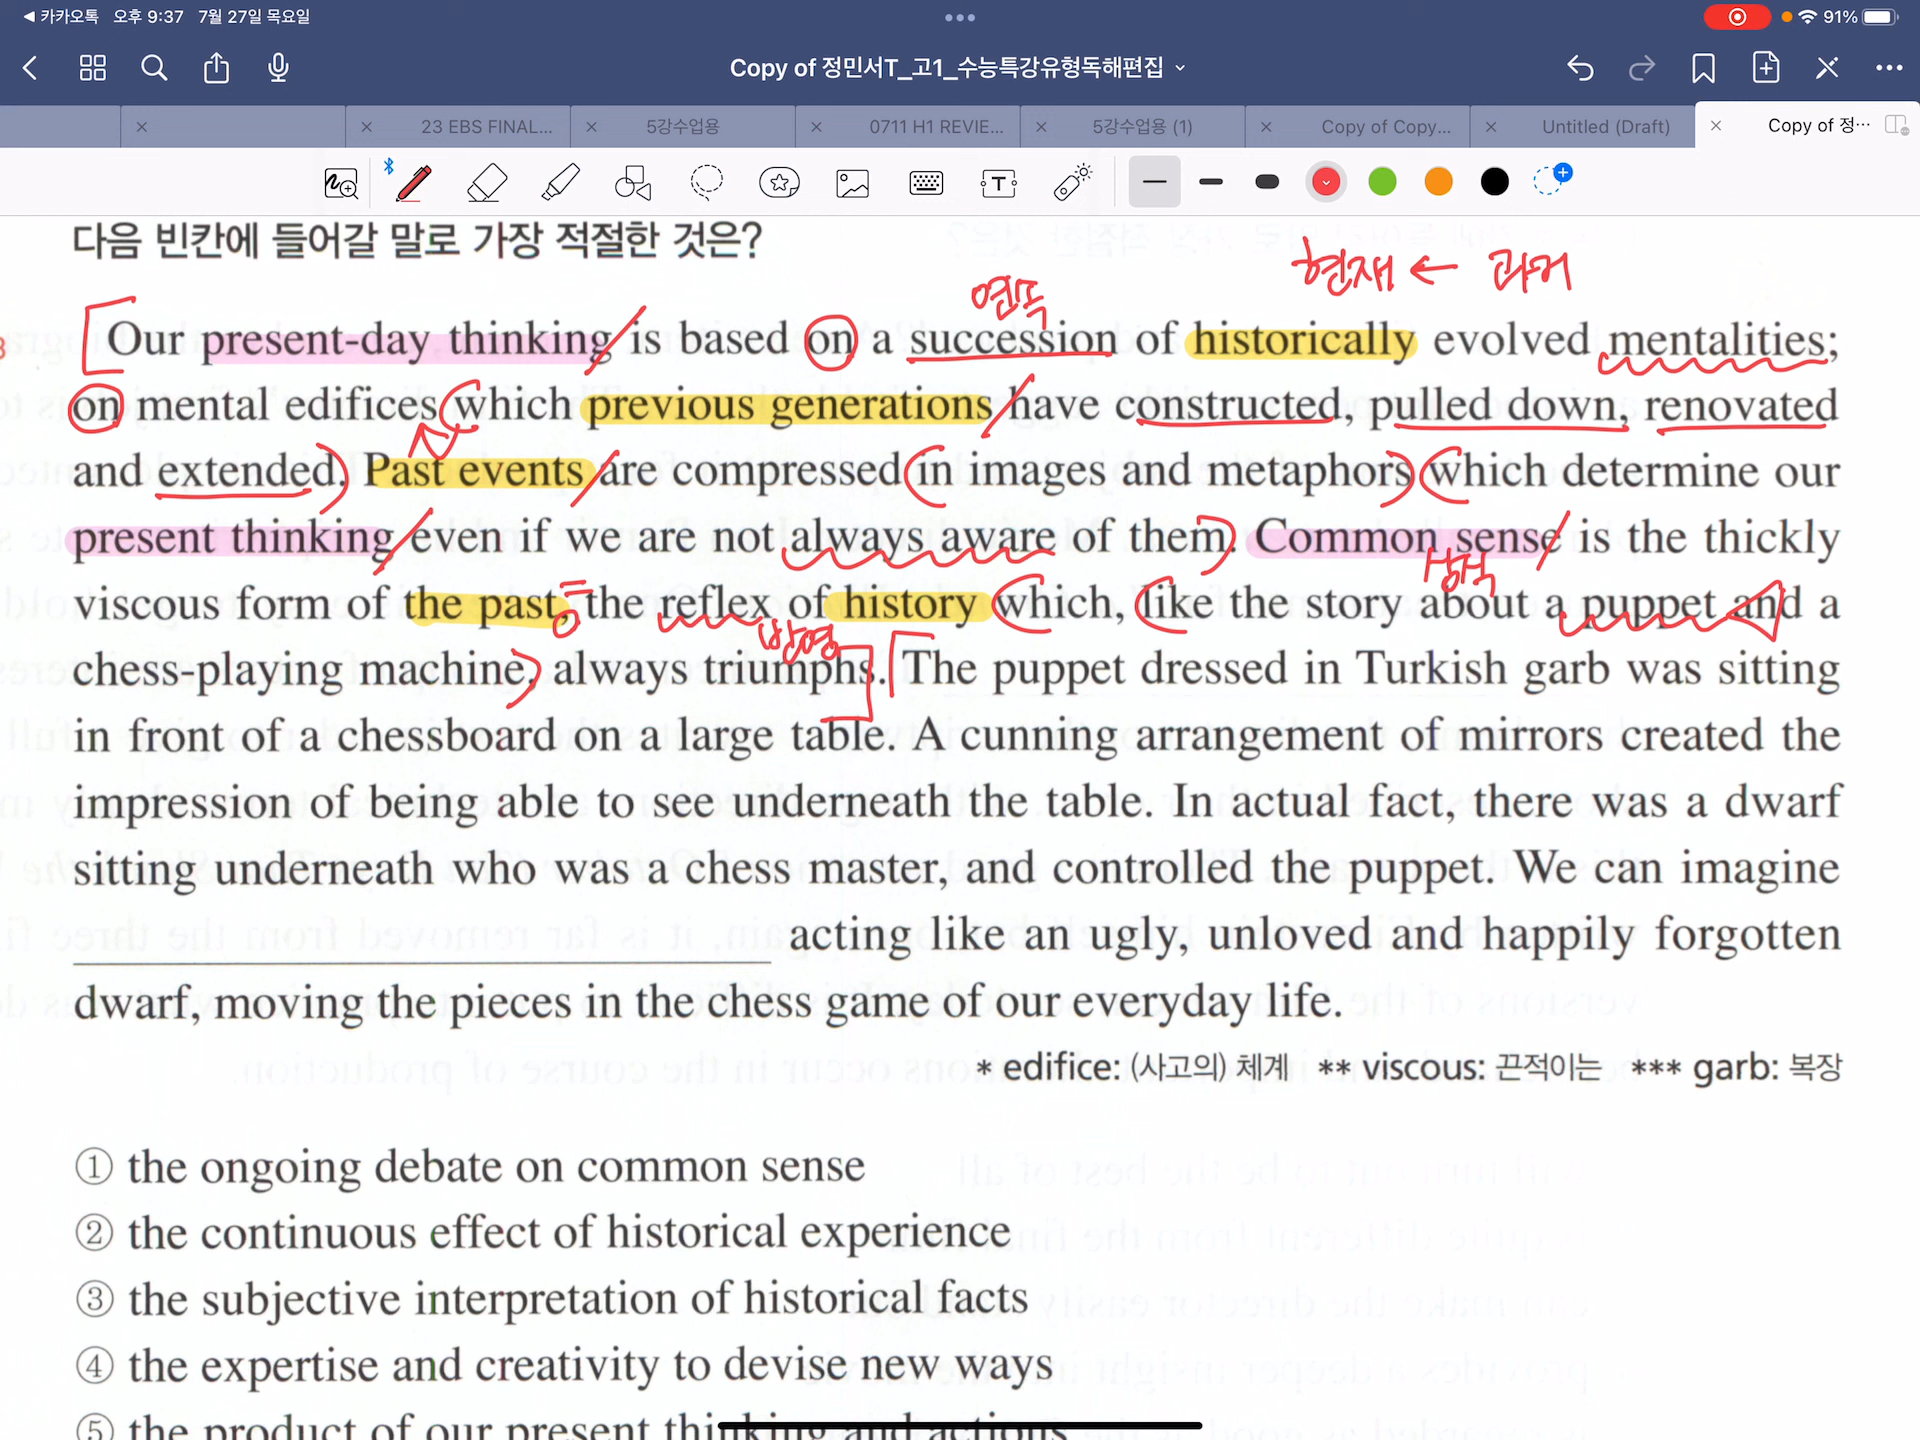 ◀ 카카오톡 오후 9:37 7월 27일 목요일
91%
Copy of 정민서T_고1_수능특강유형독해편집
23 EBS FINAL...
5강수업용
0711 H1 REVIE...
5강수업용 (1)
Copy of Copy...
Untitled (Draft)
Copy of 정...
다음 빈칸에 들어갈 말로 가장 적절한 것은?
현재 ← 과거
연속
Our present-day thinking is based on a succession of historically evolved mentalities;
on mental edifices which previous generations have constructed, pulled down, renovated
and extended. Past events are compressed in images and metaphors which determine our
present thinking even if we are not always aware of them. Common sense is the thickly
상식
viscous form of the past, the reflex of history which, like the story about a puppet and a
반영
chess-playing machine, always triumphs. The puppet dressed in Turkish garb was sitting
in front of a chessboard on a large table. A cunning arrangement of mirrors created the
impression of being able to see underneath the table. In actual fact, there was a dwarf
sitting underneath who was a chess master, and controlled the puppet. We can imagine
acting like an ugly, unloved and happily forgotten
dwarf, moving the pieces in the chess game of our everyday life.
* edifice: (사고의) 체계 ** viscous: 끈적이는 *** garb: 복장
① the ongoing debate on common sense
② the continuous effect of historical experience
③ the subjective interpretation of historical facts
④ the expertise and creativity to devise new ways
⑤ the product of our present thinking and actions